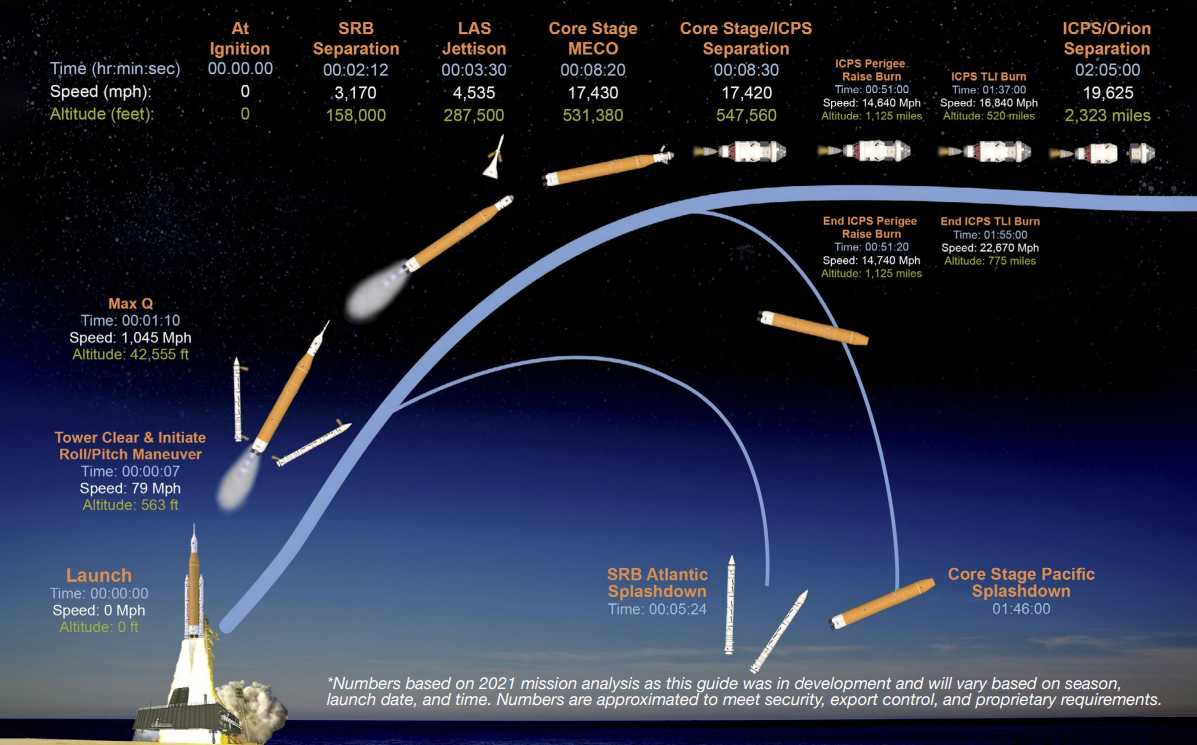 At
Ignition
SRB
Separation
LAS
Jettison
Core Stage
MECO
Core Stage/ICPS
Separation
ICPS/Orion
Separation
Time (hr:min:sec) 00.00.00 00:02:12 00:03:30 00:08:20 00:08:30 02:05:00
Speed (mph): 0 3,170 4,535 17,430 17,420 19,625
Altitude (feet): 0 158,000 287,500 531,380 547,560 2,323 miles
ICPS Perigee
Raise Burn
Time: 00:51:00
Speed: 14,640 Mph
Altitude: 1,125 miles
ICPS TLI Burn
Time: 01:37:00
Speed: 16,840 Mph
Altitude: 520 miles
End ICPS Perigee
Raise Burn
Time: 00:51:20
Speed: 14,740 Mph
Altitude: 1,125 miles
End ICPS TLI Burn
Time: 01:55:00
Speed: 22,670 Mph
Altitude: 775 miles
Max Q
Time: 00:01:10
Speed: 1,045 Mph
Altitude: 42,555 ft
Tower Clear & Initiate
Roll/Pitch Maneuver
Time: 00:00:07
Speed: 79 Mph
Altitude: 563 ft
Launch
Time: 00:00:00
Speed: 0 Mph
Altitude: 0 ft
SRB Atlantic
Splashdown
Time: 00:05:24
Core Stage Pacific
Splashdown
01:46:00
*Numbers based on 2021 mission analysis as this guide was in development and will vary based on season,
launch date, and time. Numbers are approximated to meet security, export control, and proprietary requirements.